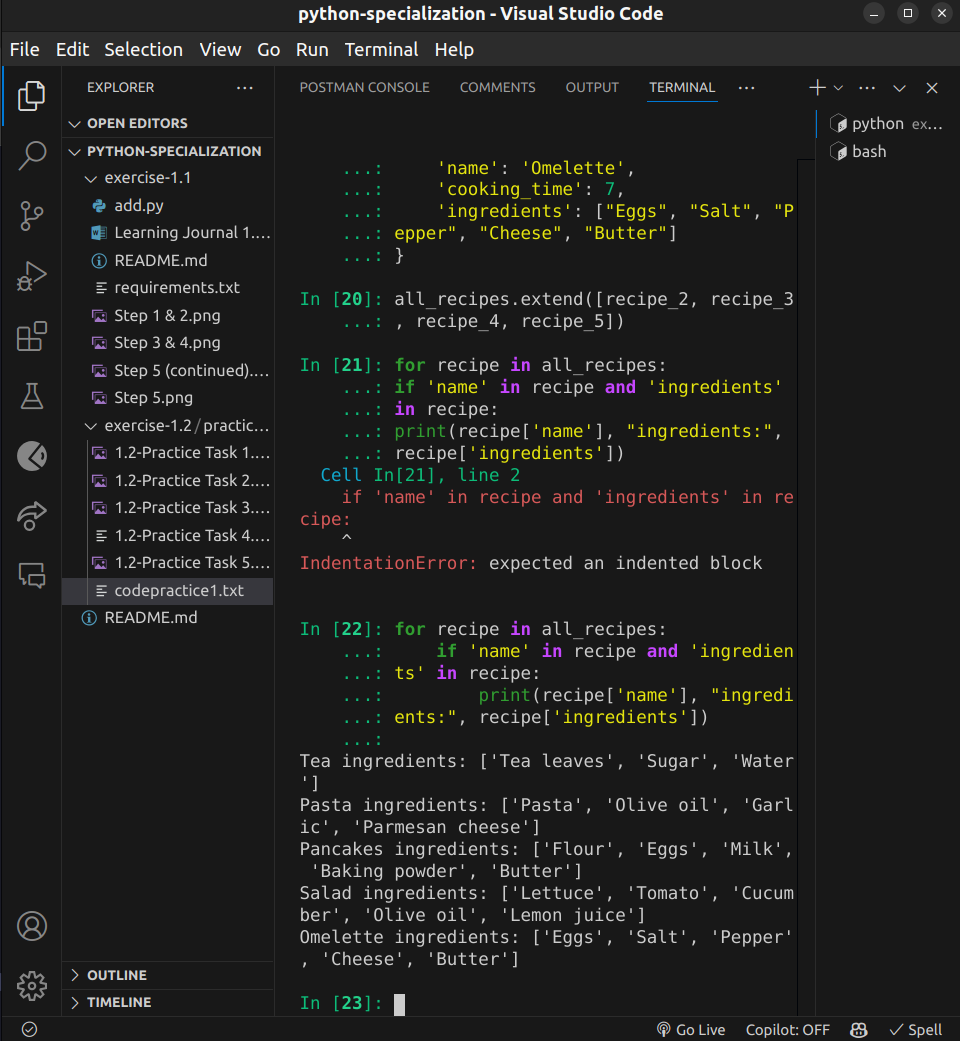 python-specialization - Visual Studio Code
File Edit Selection View Go Run Terminal Help
EXPLORER
OPEN EDITORS
PYTHON-SPECIALIZATION
exercise-1.1
add.py
Learning Journal 1....
README.md
requirements.txt
Step 1 & 2.png
Step 3 & 4.png
Step 5 (continued)....
Step 5.png
exercise-1.2 / practic...
1.2-Practice Task 1....
1.2-Practice Task 2....
1.2-Practice Task 3....
1.2-Practice Task 4....
1.2-Practice Task 5....
codepractice1.txt
README.md
OUTLINE
TIMELINE
POSTMAN CONSOLE COMMENTS OUTPUT TERMINAL ...
...:     'name': 'Omelette',
...:     'cooking_time': 7,
...:     'ingredients': ["Eggs", "Salt", "P
...: epper", "Cheese", "Butter"]
...: }
In [20]: all_recipes.extend([recipe_2, recipe_3
...: , recipe_4, recipe_5])
In [21]: for recipe in all_recipes:
...: if 'name' in recipe and 'ingredients'
...: in recipe:
...: print(recipe['name'], "ingredients:",
...: recipe['ingredients'])
Cell In[21], line 2
if 'name' in recipe and 'ingredients' in re
cipe:
^
IndentationError: expected an indented block
In [22]: for recipe in all_recipes:
...:     if 'name' in recipe and 'ingredien
...: ts' in recipe:
...:         print(recipe['name'], "ingredi
...: ents:", recipe['ingredients'])
...:
Tea ingredients: ['Tea leaves', 'Sugar', 'Water
']
Pasta ingredients: ['Pasta', 'Olive oil', 'Garl
ic', 'Parmesan cheese']
Pancakes ingredients: ['Flour', 'Eggs', 'Milk',
'Baking powder', 'Butter']
Salad ingredients: ['Lettuce', 'Tomato', 'Cucum
ber', 'Olive oil', 'Lemon juice']
Omelette ingredients: ['Eggs', 'Salt', 'Pepper'
, 'Cheese', 'Butter']
In [23]:
python ex...
bash
Go Live Copilot: OFF Spell